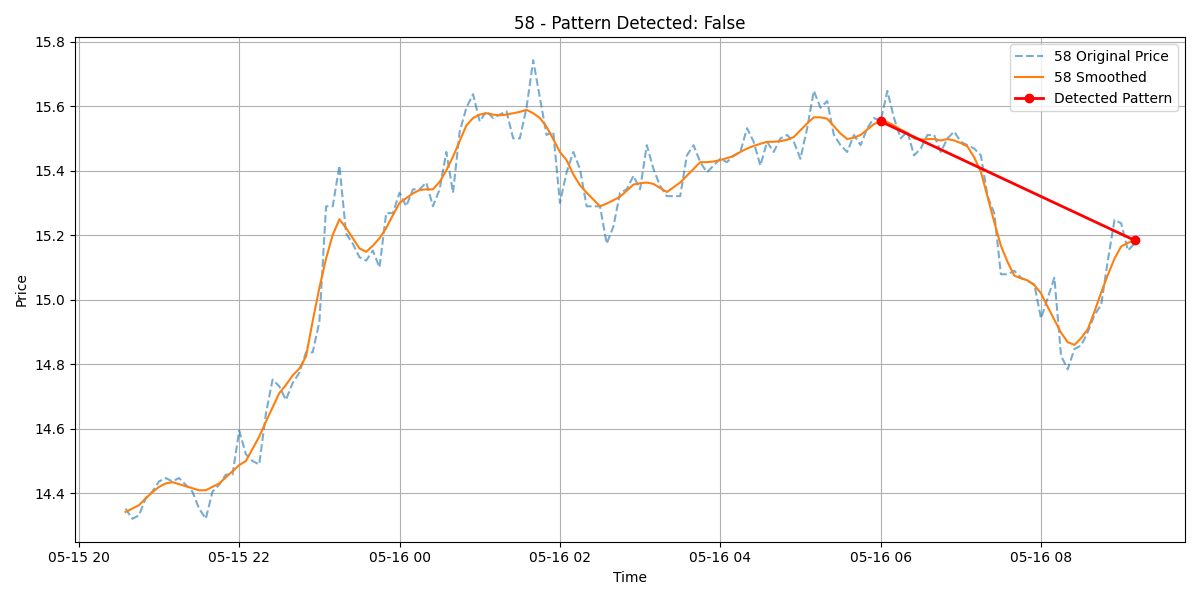 58 - Pattern Detected: False
15.8
15.6
15.4
15.2
15.0
14.8
14.6
14.4
Price
58 Original Price
58 Smoothed
Detected Pattern
05-15 20
05-15 22
05-16 00
05-16 02
05-16 04
05-16 06
05-16 08
Time